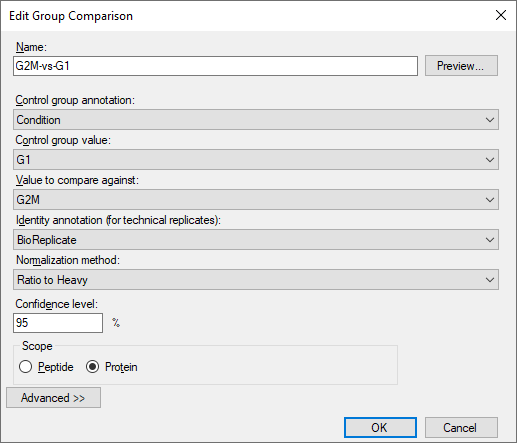 Edit Group Comparison
Name:
G2M-vs-G1
Preview...
Control group annotation:
Condition
Control group value:
G1
Value to compare against:
G2M
Identity annotation (for technical replicates):
BioReplicate
Normalization method:
Ratio to Heavy
Confidence level:
95 %
Scope
Peptide Protein
Advanced >>
OK Cancel